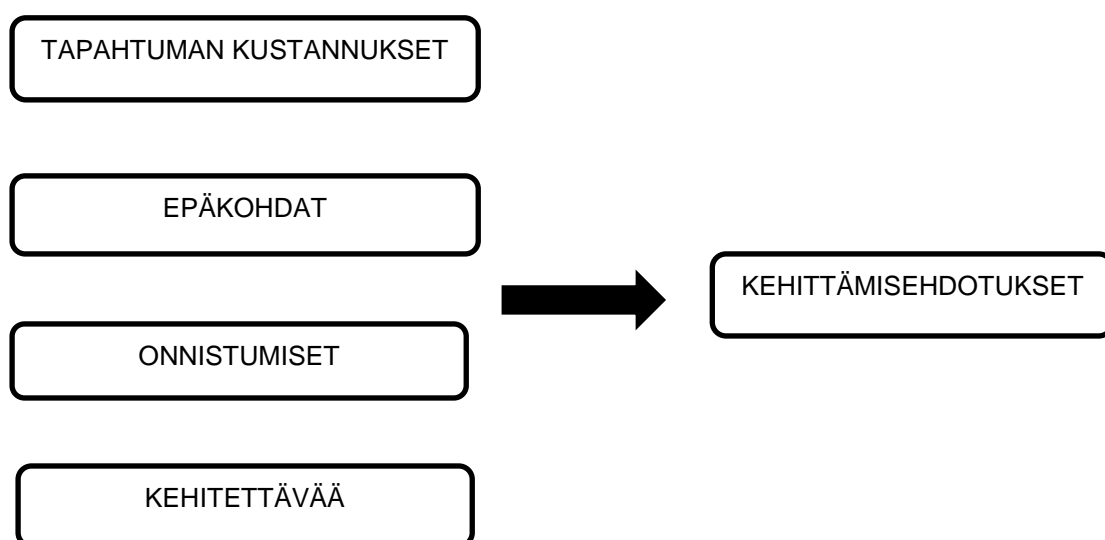 TAPAHTUMAN KUSTANNUKSET
EPÄKOHDAT
ONNISTUMISET
KEHITETTÄVÄÄ
KEHITTÄMISEHDOTUKSET